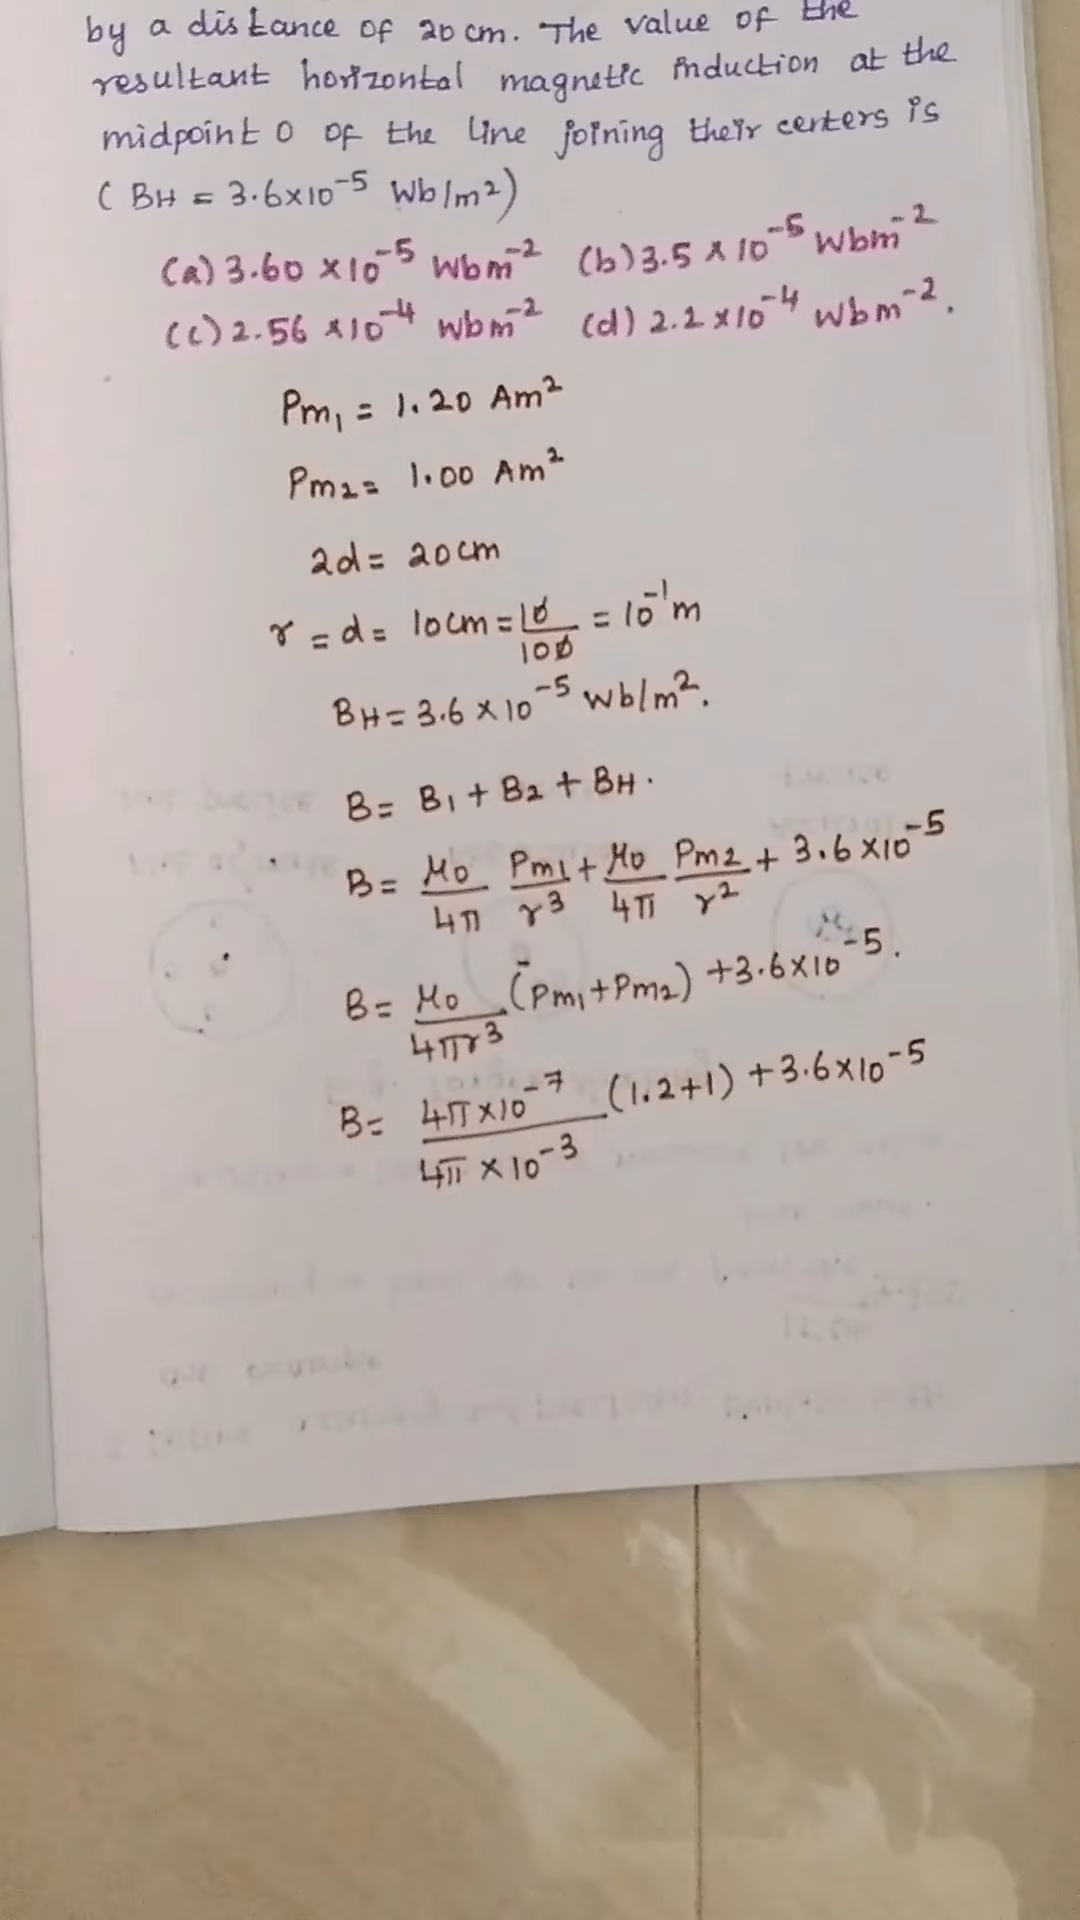 by a distance of 20 cm. The value of the
resultant horizontal magnetic induction at the
midpoint O of the line joining their centers is
( BH = 3.6×10⁻⁵ Wb/m²)
(a) 3.60 ×10⁻⁵ Wbm⁻² (b) 3.5 × 10⁻⁵ Wbm⁻²
(c) 2.56 ×10⁻⁴ wbm⁻² (d) 2.2 ×10⁻⁴ wbm⁻².
Pm₁ = 1.20 Am²
Pm₂ = 1.00 Am²
2d = 20cm
r = d = 10cm = 10/100 = 10⁻¹m
BH = 3.6 × 10⁻⁵ wb/m².
B = B₁ + B₂ + BH.
B = μ₀/4π Pm₁/r³ + μ₀/4π Pm₂/r² + 3.6 ×10⁻⁵
B = μ₀/4πr³ (Pm₁+Pm₂) +3.6×10⁻⁵.
B = 4π×10⁻⁷/4π × 10⁻³ (1.2+1) +3.6×10⁻⁵